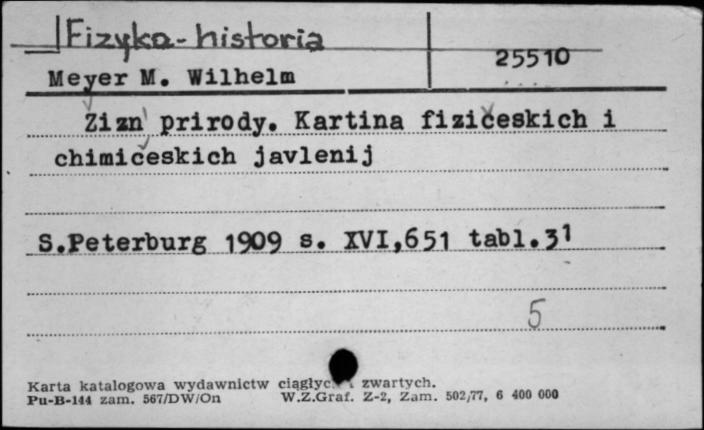 Fizyka-historia
25510
Meyer M. Wilhelm
Žizn' prirody. Kartina fizičeskich i
chimičeskich javlenij
S.Peterburg 1909 s. XVI,651 tabl.31
5
Karta katalogowa wydawnictw zwartych.
Pu-B-144 zam. 567/DW/On W.Z.Graf. Z-2, Zam. 502/77, 6 400 000